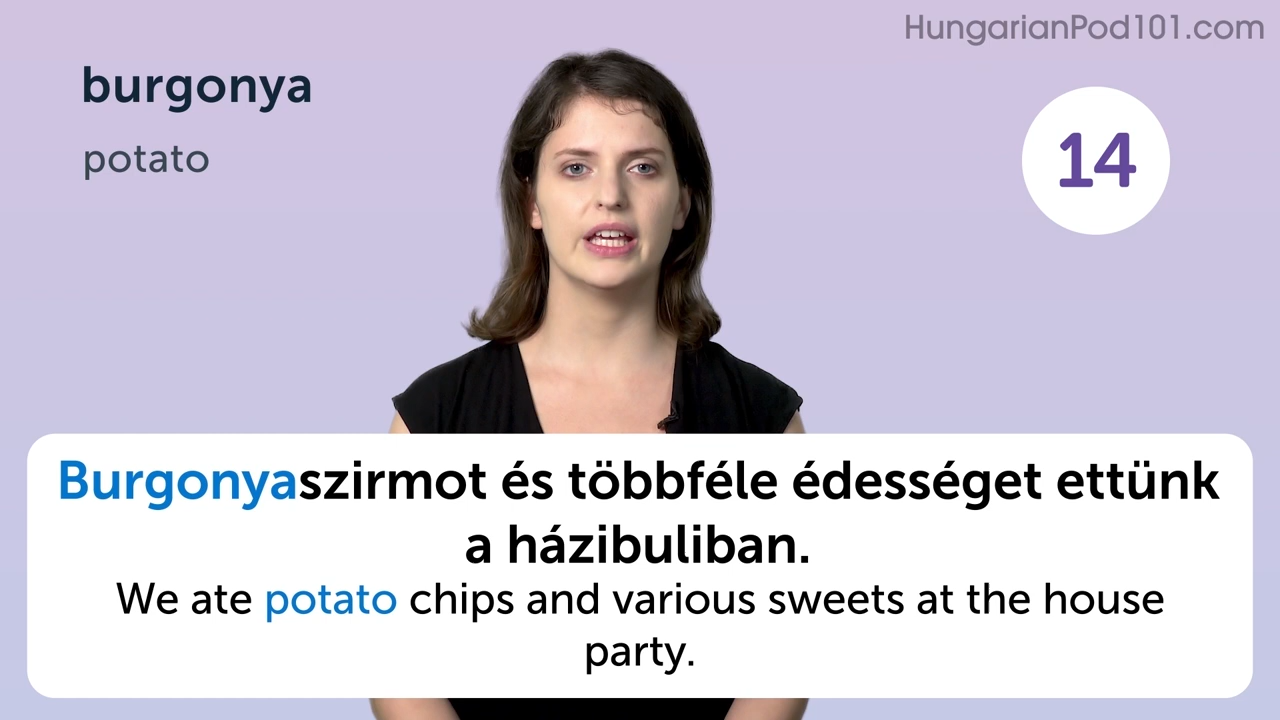 HungarianPod101.com
burgonya
potato
14
Burgonyaszirmot és többféle édességet ettünk
a házibuliban.
We ate potato chips and various sweets at the house
party.